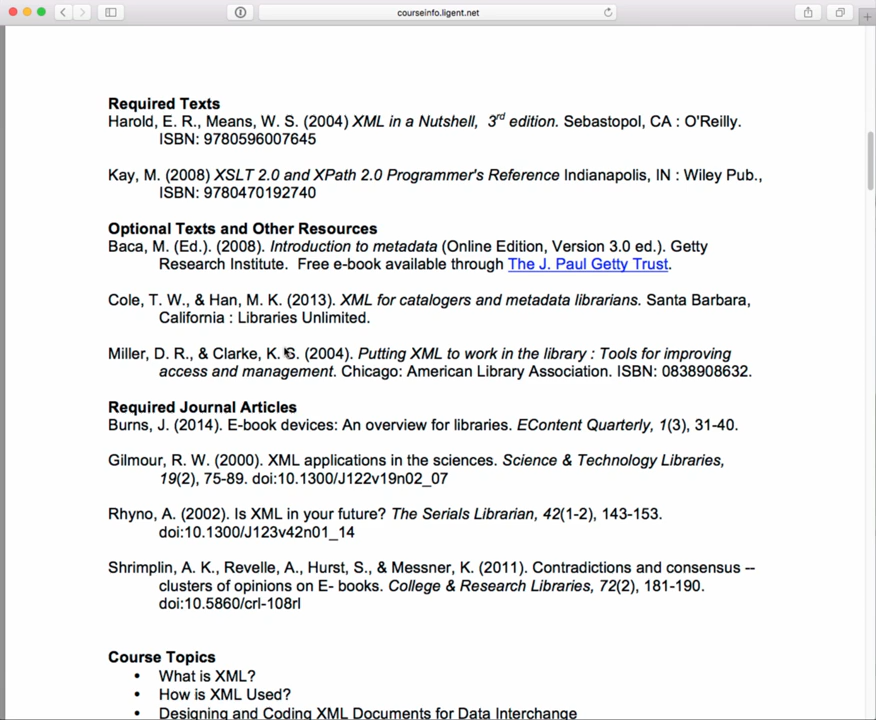 courseinfo.ligent.net
Required Texts
Harold, E. R., Means, W. S. (2004) XML in a Nutshell, 3rd edition. Sebastopol, CA : O'Reilly.
ISBN: 9780596007645
Kay, M. (2008) XSLT 2.0 and XPath 2.0 Programmer's Reference Indianapolis, IN : Wiley Pub.,
ISBN: 9780470192740
Optional Texts and Other Resources
Baca, M. (Ed.). (2008). Introduction to metadata (Online Edition, Version 3.0 ed.). Getty
Research Institute. Free e-book available through The J. Paul Getty Trust.
Cole, T. W., & Han, M. K. (2013). XML for catalogers and metadata librarians. Santa Barbara,
California : Libraries Unlimited.
Miller, D. R., & Clarke, K. S. (2004). Putting XML to work in the library : Tools for improving
access and management. Chicago: American Library Association. ISBN: 0838908632.
Required Journal Articles
Burns, J. (2014). E-book devices: An overview for libraries. EContent Quarterly, 1(3), 31-40.
Gilmour, R. W. (2000). XML applications in the sciences. Science & Technology Libraries,
19(2), 75-89. doi:10.1300/J122v19n02_07
Rhyno, A. (2002). Is XML in your future? The Serials Librarian, 42(1-2), 143-153.
doi:10.1300/J123v42n01_14
Shrimplin, A. K., Revelle, A., Hurst, S., & Messner, K. (2011). Contradictions and consensus --
clusters of opinions on E- books. College & Research Libraries, 72(2), 181-190.
doi:10.5860/crl-108rl
Course Topics
• What is XML?
• How is XML Used?
• Designing and Coding XML Documents for Data Interchange